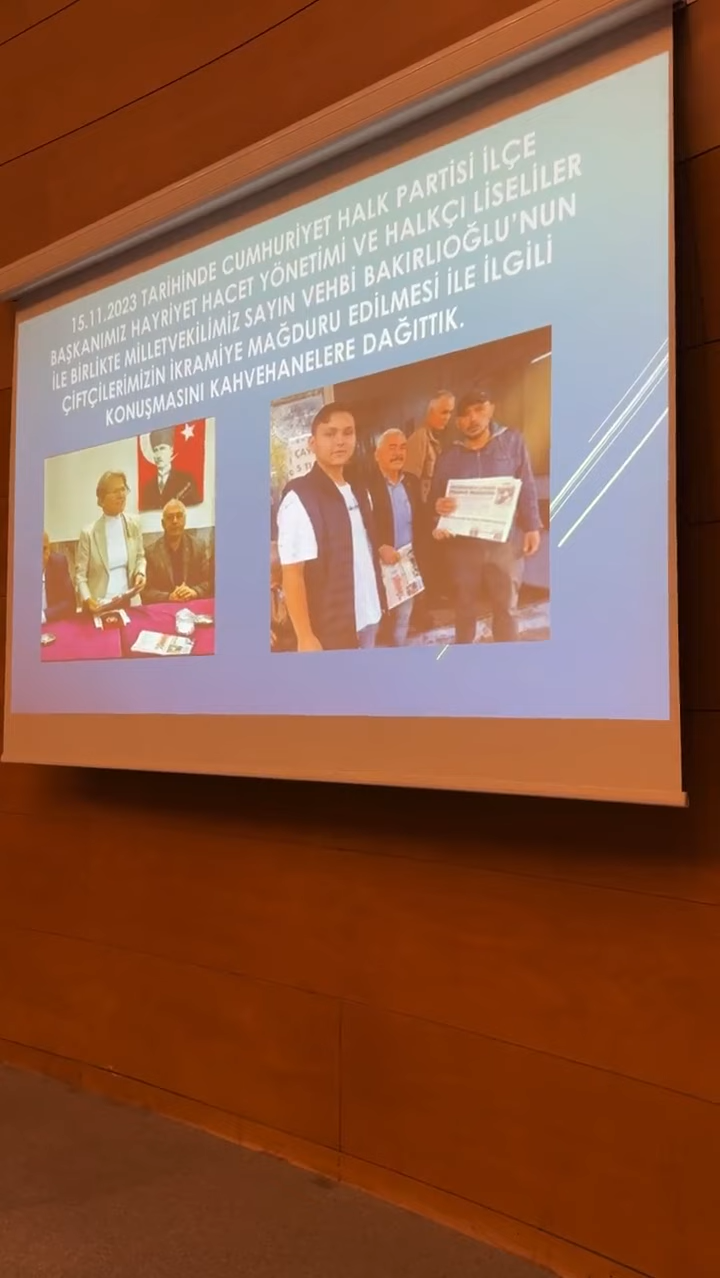 15.11.2023 TARİHİNDE CUMHURİYET HALK PARTİSİ İLÇE
BAŞKANIMIZ HAYRİYET HACET YÖNETİMİ VE HALKÇI LİSELİLER
İLE BİRLİKTE MİLLETVEKİLİMİZ SAYIN VEHBİ BAKIRLIOĞLU'NUN
ÇİFTÇİLERİMİZİN İKRAMİYE MAĞDURU EDİLMESİ İLE İLGİLİ
KONUŞMASINI KAHVEHANELERE DAĞITTIK.